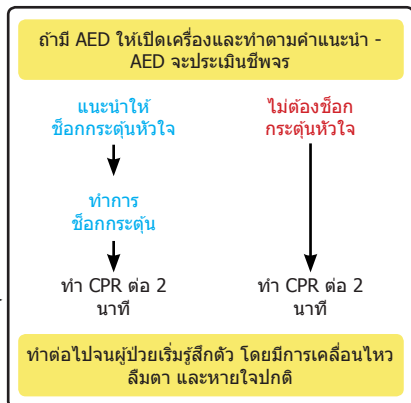 ถ้ามี AED ให้เปิดเครื่องและทำตามคำแนะนำ -
AED จะประเมินชีพจร
แนะนำให้
ช็อกกระตุ้นหัวใจ
ทำการ
ช็อกกระตุ้น
ทำ CPR ต่อ 2
นาที
ไม่ต้องช็อก
กระตุ้นหัวใจ
ทำ CPR ต่อ 2
นาที
ทำต่อไปจนผู้ป่วยเริ่มรู้สึกตัว โดยมีการเคลื่อนไหว
ลืมตา และหายใจปกติ